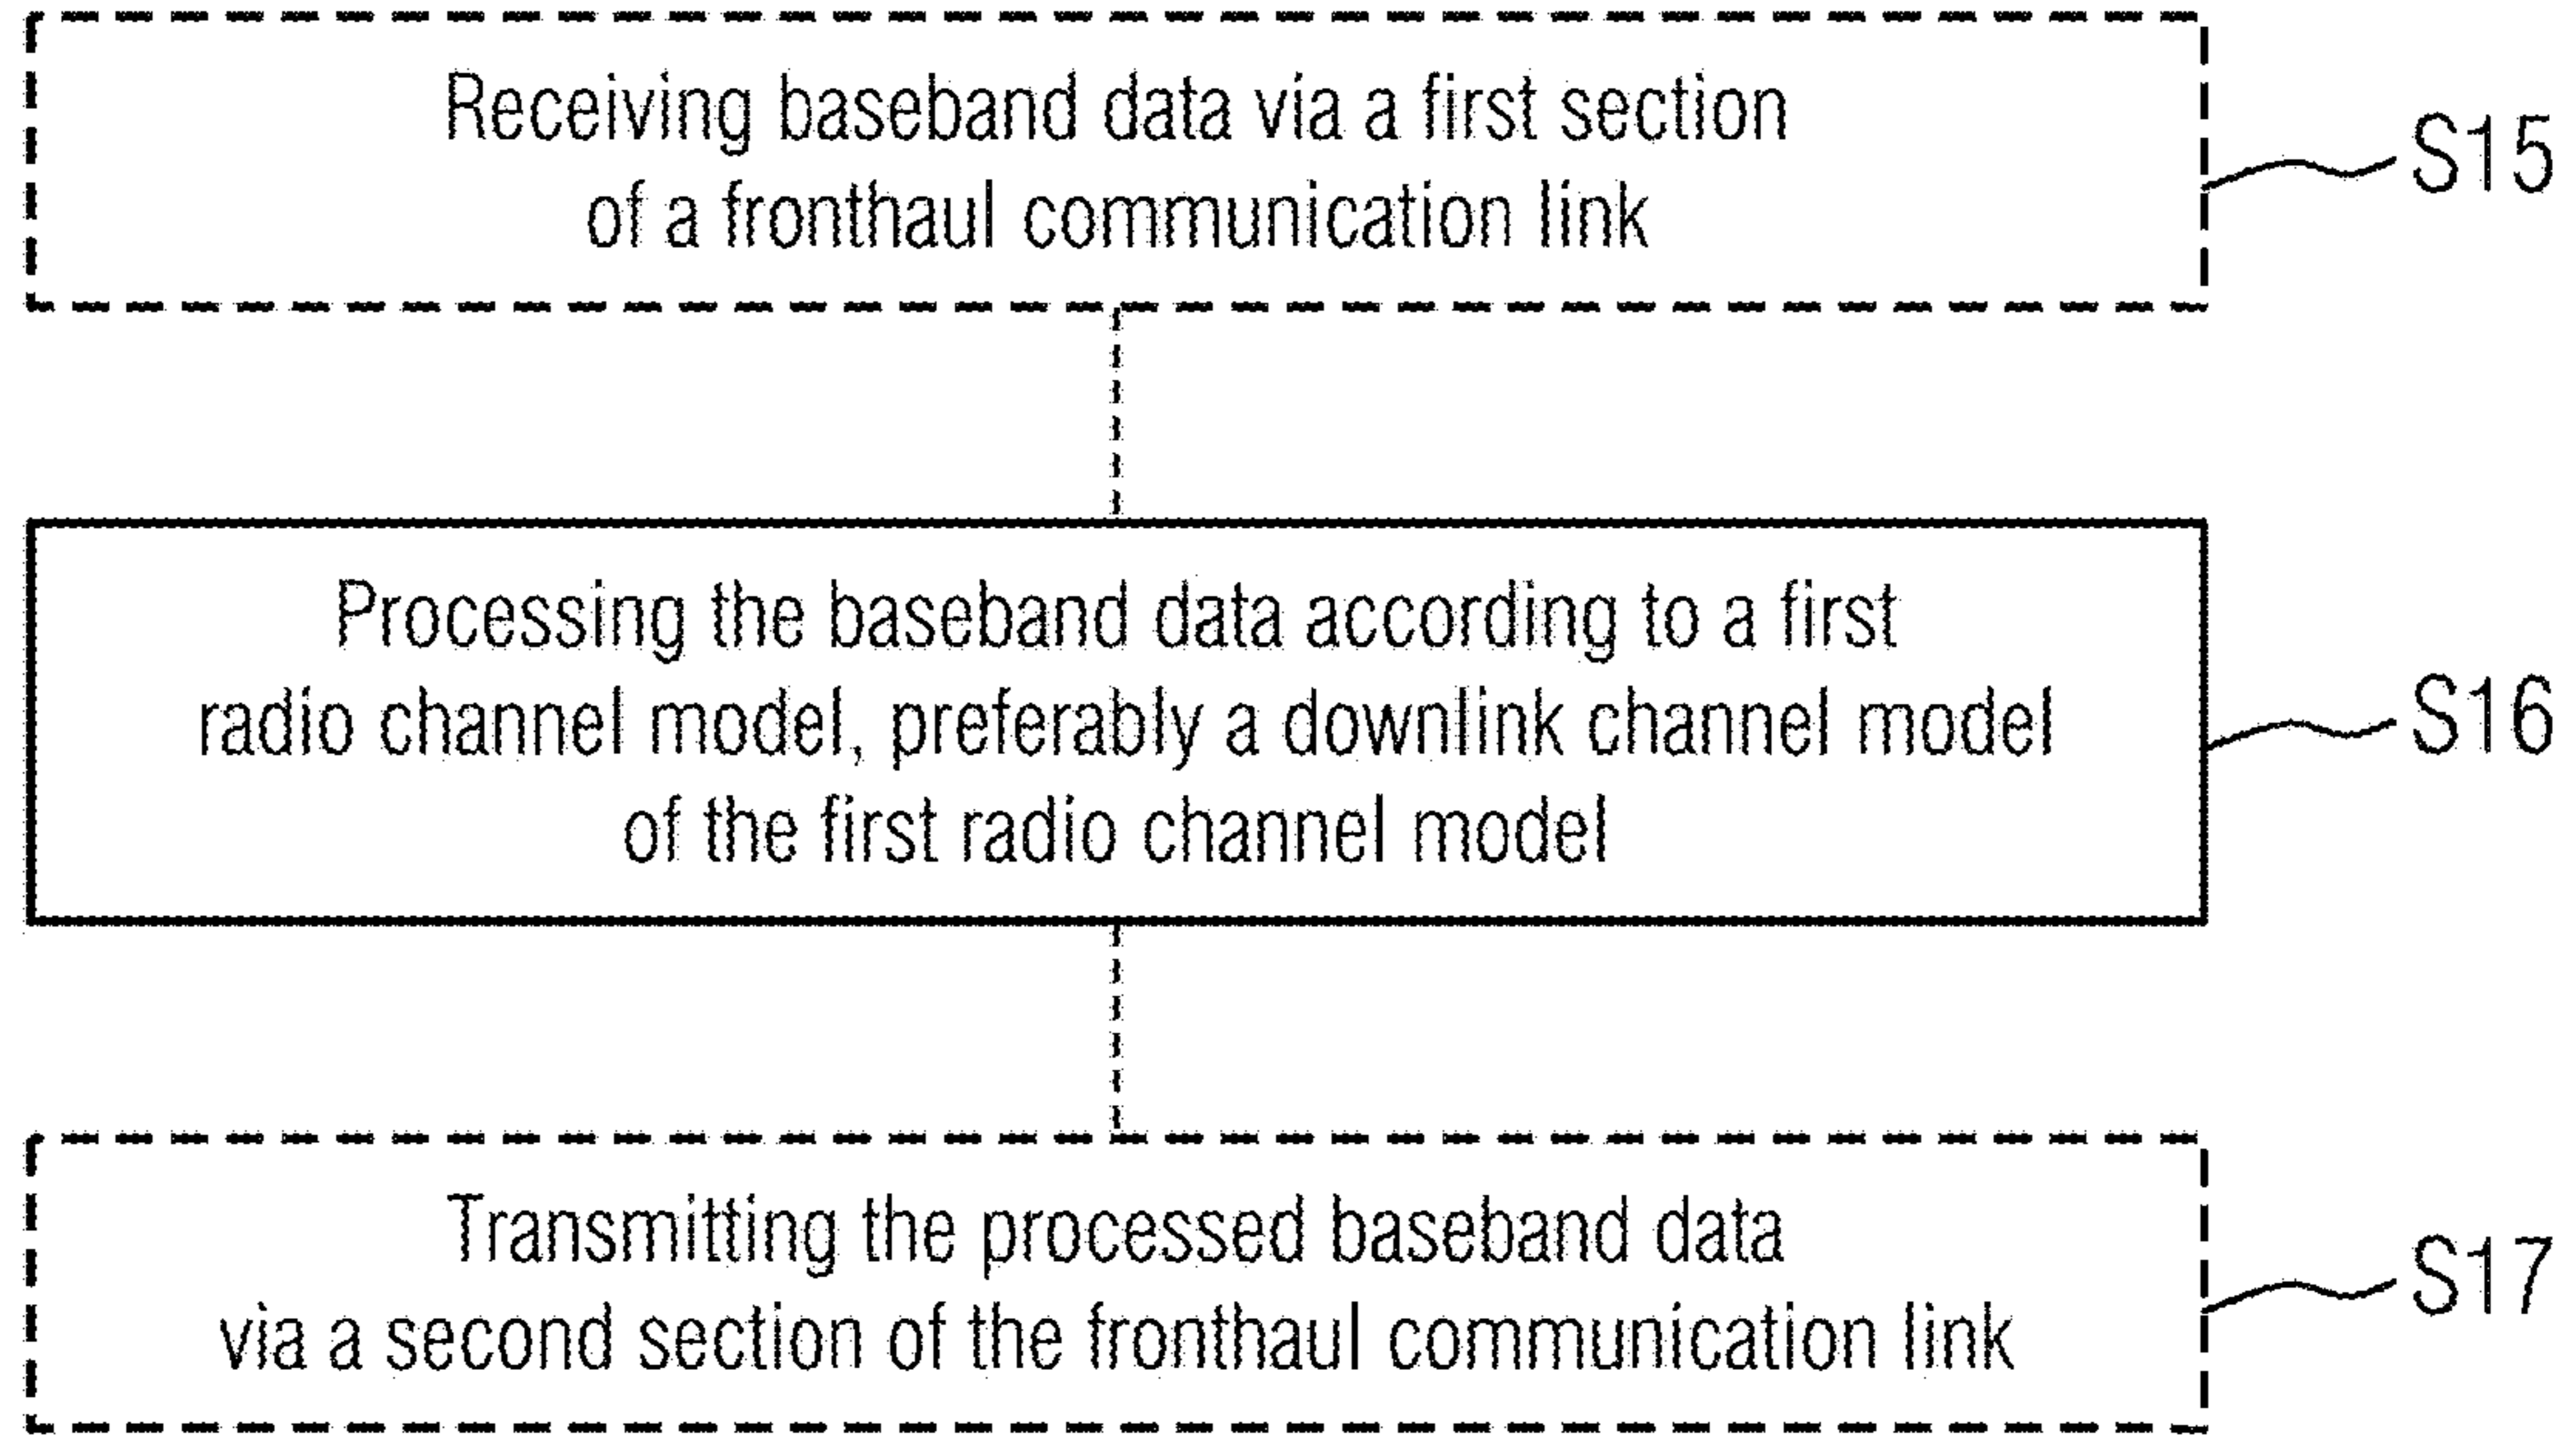 Receiving baseband data via a first section
of a fronthaul communication link
S15
Processing the baseband data according to a first
radio channel model, preferably a downlink channel model
of the first radio channel model
S16
Transmitting the processed baseband data
via a second section of the fronthaul communication link
S17